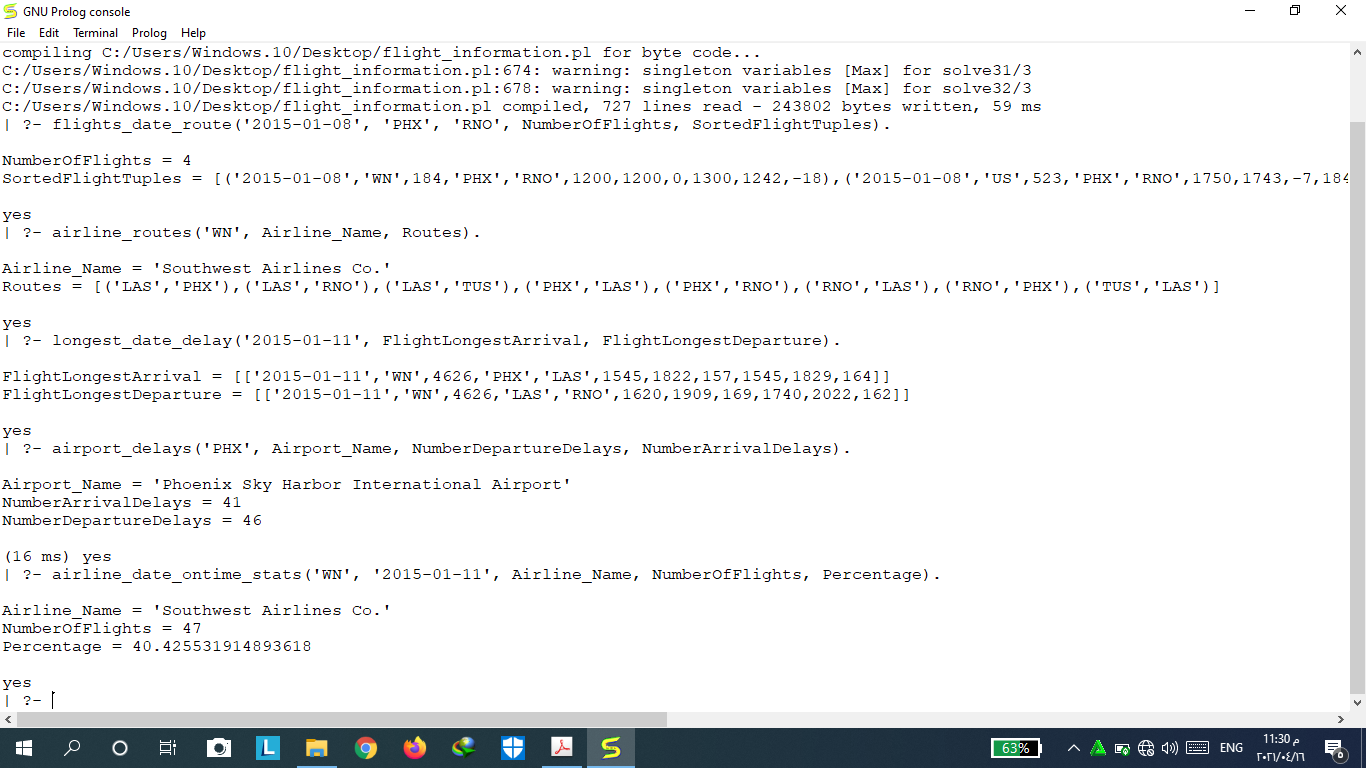 GNU Prolog console
File Edit Terminal Prolog Help
compiling C:/Users/Windows.10/Desktop/flight_information.pl for byte code...
C:/Users/Windows.10/Desktop/flight_information.pl:674: warning: singleton variables [Max] for solve31/3
C:/Users/Windows.10/Desktop/flight_information.pl:678: warning: singleton variables [Max] for solve32/3
C:/Users/Windows.10/Desktop/flight_information.pl compiled, 727 lines read - 243802 bytes written, 59 ms
| ?- flights_date_route('2015-01-08', 'PHX', 'RNO', NumberOfFlights, SortedFlightTuples).
NumberOfFlights = 4
SortedFlightTuples = [('2015-01-08','WN',184,'PHX','RNO',1200,1200,0,1300,1242,-18),('2015-01-08','US',523,'PHX','RNO',1750,1743,-7,184
yes
| ?- airline_routes('WN', Airline_Name, Routes).
Airline_Name = 'Southwest Airlines Co.'
Routes = [('LAS','PHX'),('LAS','RNO'),('LAS','TUS'),('PHX','LAS'),('PHX','RNO'),('RNO','LAS'),('RNO','PHX'),('TUS','LAS')]
yes
| ?- longest_date_delay('2015-01-11', FlightLongestArrival, FlightLongestDeparture).
FlightLongestArrival = [['2015-01-11','WN',4626,'PHX','LAS',1545,1822,157,1545,1829,164]]
FlightLongestDeparture = [['2015-01-11','WN',4626,'LAS','RNO',1620,1909,169,1740,2022,162]]
yes
| ?- airport_delays('PHX', Airport_Name, NumberDepartureDelays, NumberArrivalDelays).
Airport_Name = 'Phoenix Sky Harbor International Airport'
NumberArrivalDelays = 41
NumberDepartureDelays = 46
(16 ms) yes
| ?- airline_date_ontime_stats('WN', '2015-01-11', Airline_Name, NumberOfFlights, Percentage).
Airline_Name = 'Southwest Airlines Co.'
NumberOfFlights = 47
Percentage = 40.425531914893618
yes
| ?-
63% ENG 11:30 م
٢٠٢١/٠٤/١٦